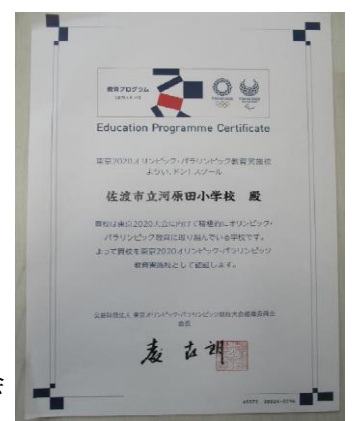 教育プログラム
Education Programme Certificate
東京2020オリンピック・パラリンピック教育実施校
ようい、ドン!スクール
佐渡市立河原田小学校 殿
貴校は東京2020大会に向けて積極的にオリンピック・
パラリンピック教育に取り組んでいる学校です。
よって貴校を東京2020オリンピック・パラリンピック
教育実施校として認証します。
公益財団法人 東京オリンピック・パラリンピック競技大会組織委員会
会長